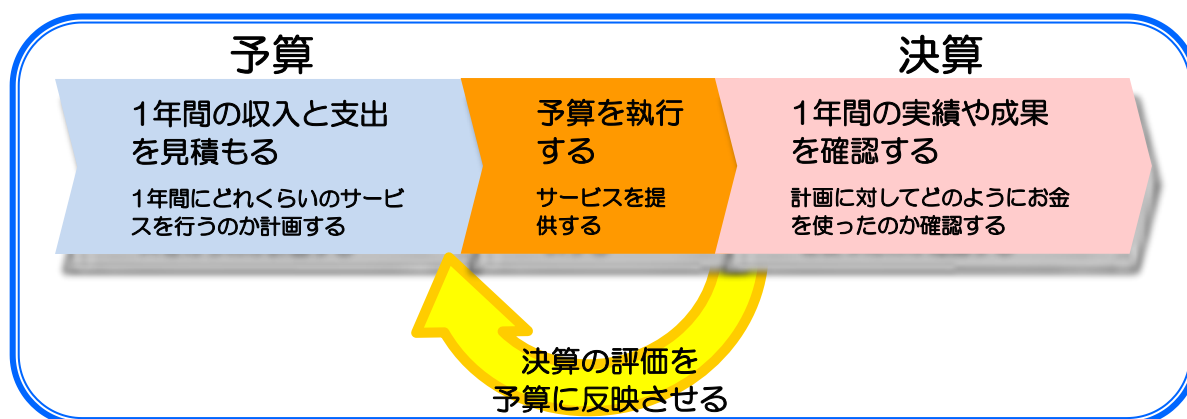 予算
決算
1年間の収入と支出
を見積もる
1年間にどれくらいのサービ
スを行うのか計画する
予算を執行
する
サービスを提
供する
1年間の実績や成果
を確認する
計画に対してどのようにお金
を使ったのか確認する
決算の評価を
予算に反映させる